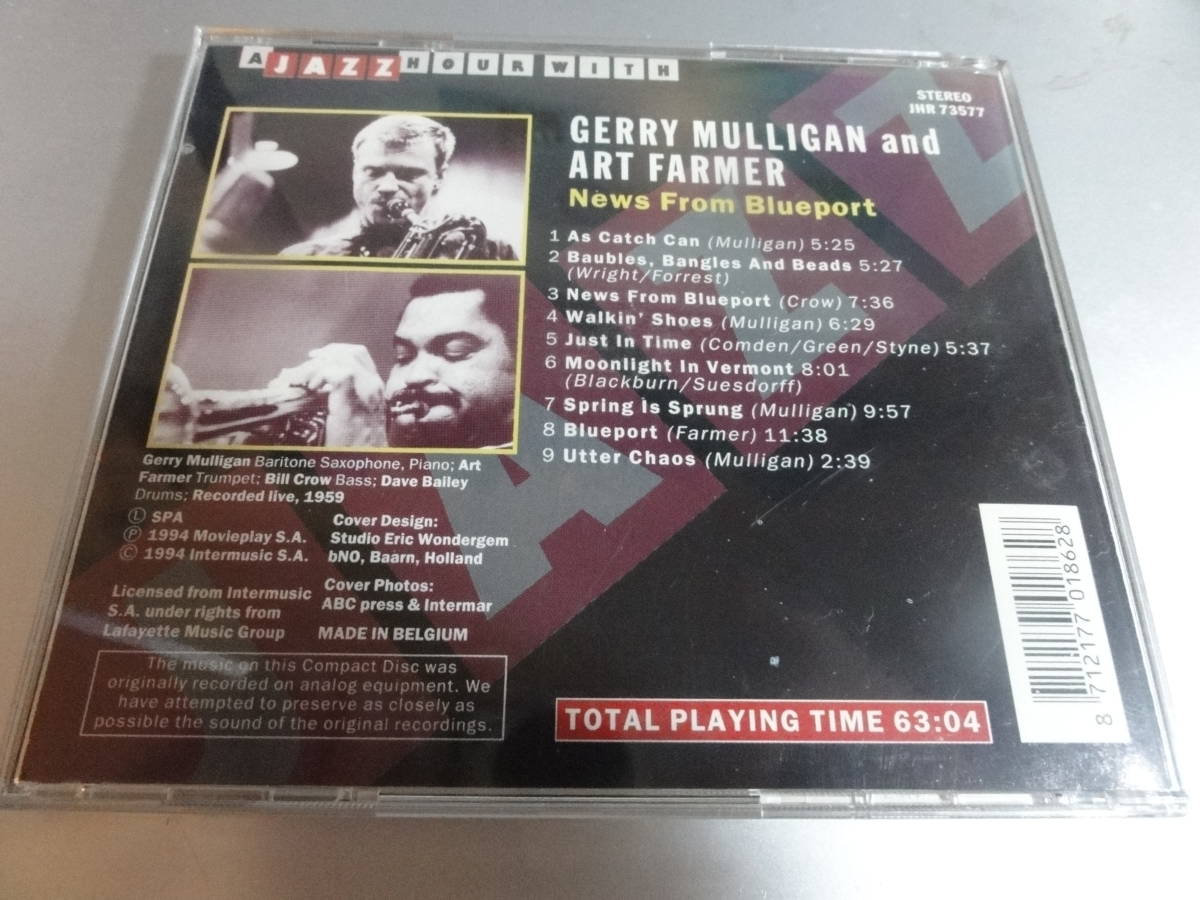 A JAZZ HOUR WITH
STEREO
JHR 73577
GERRY MULLIGAN and
ART FARMER
News From Blueport
1 As Catch Can (Mulligan) 5:25
2 Baubles, Bangles And Beads 5:27
(Wright/Forrest)
3 News From Blueport (Crow) 7:36
4 Walkin' Shoes (Mulligan) 6:29
5 Just In Time (Comden/Green/Styne) 5:37
6 Moonlight In Vermont 8:01
(Blackburn/Suesdorff)
7 Spring Is Sprung (Mulligan) 9:57
8 Blueport (Farmer) 11:38
9 Utter Chaos (Mulligan) 2:39
Gerry Mulligan Baritone Saxophone, Piano; Art
Farmer Trumpet; Bill Crow Bass; Dave Bailey
Drums; Recorded live, 1959
Ⓛ SPA
Ⓟ 1994 Movieplay S.A.
© 1994 Intermusic S.A.
Licensed from Intermusic
S.A. under rights from
Lafayette Music Group
Cover Design:
Studio Eric Wondergem
bNO, Baarn, Holland
Cover Photos:
ABC press & Intermar
MADE IN BELGIUM
The music on this Compact Disc was
originally recorded on analog equipment. We
have attempted to preserve as closely as
possible the sound of the original recordings.
TOTAL PLAYING TIME 63:04
8 712177 018628
JAZZ